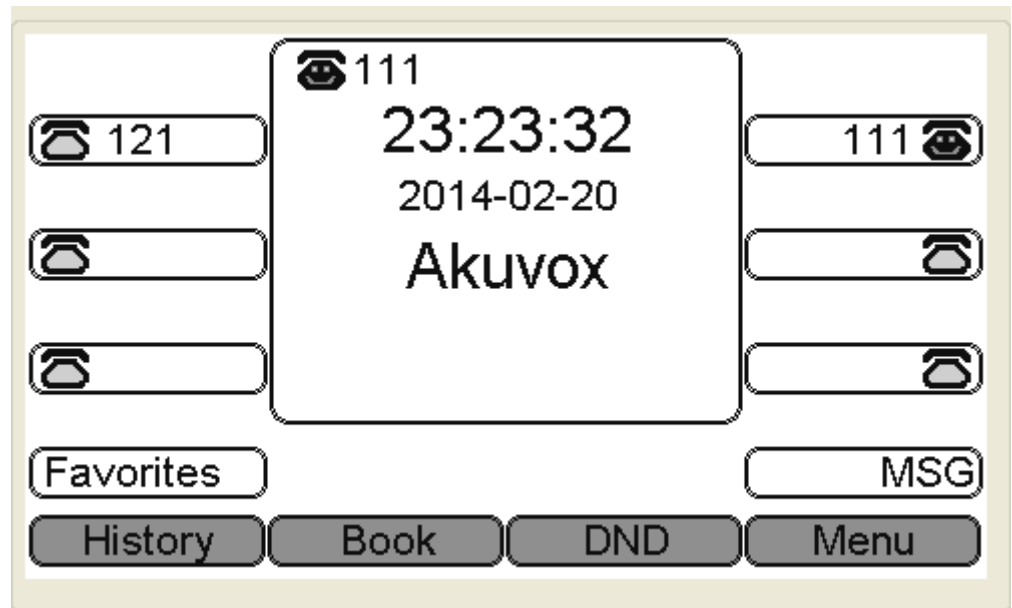 111
23:23:32
121
111
2014-02-20
Akuvox
Favorites
MSG
History Book DND Menu